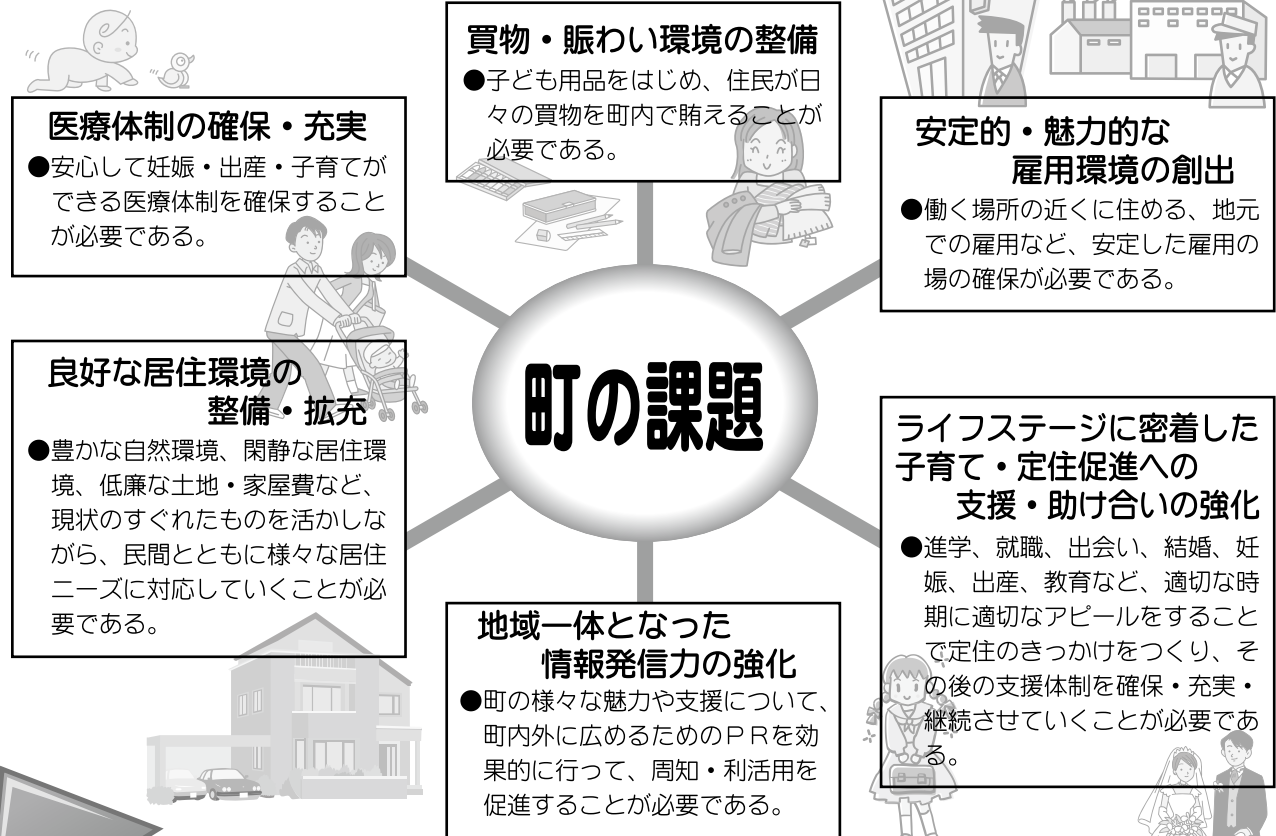 買物・賑わい環境の整備
●子ども用品をはじめ、住民が日
々の買物を町内で賄えることが
必要である。
医療体制の確保・充実
●安心して妊娠・出産・子育てが
できる医療体制を確保すること
が必要である。
安定的・魅力的な
雇用環境の創出
●働く場所の近くに住める、地元
での雇用など、安定した雇用の
場の確保が必要である。
町の課題
良好な居住環境の
整備・拡充
●豊かな自然環境、閑静な居住環
境、低廉な土地・家屋費など、
現状のすぐれたものを活かしな
がら、民間とともに様々な居住
ニーズに対応していくことが必
要である。
ライフステージに密着した
子育て・定住促進への
支援・助け合いの強化
●進学、就職、出会い、結婚、妊
娠、出産、教育など、適切な時
期に適切なアピールをすること
で定住のきっかけをつくり、そ
の後の支援体制を確保・充実・
継続させていくことが必要であ
る。
地域一体となった
情報発信力の強化
●町の様々な魅力や支援について、
町内外に広めるためのＰＲを効
果的に行って、周知・利活用を
促進することが必要である。